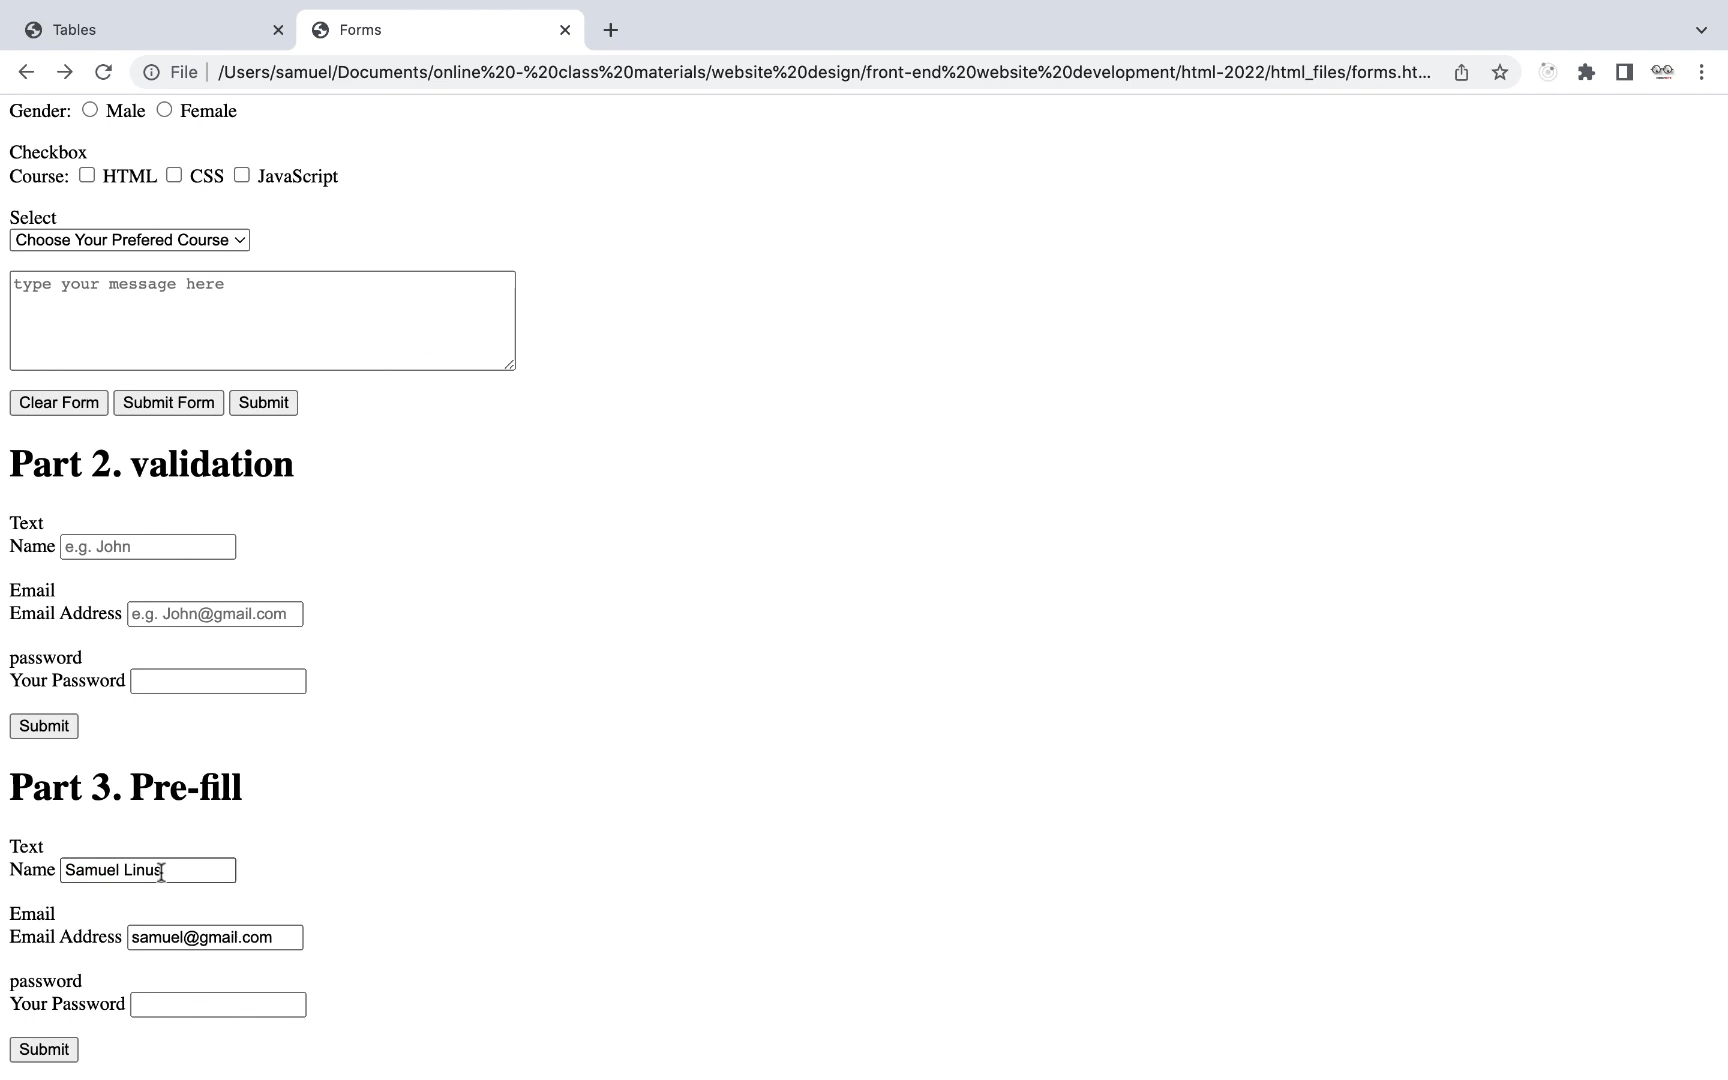 Tables
Forms
File /Users/samuel/Documents/online%20-%20class%20materials/website%20design/front-end%20website%20development/html-2022/html_files/forms.ht...
Gender: Male Female
Checkbox
Course: HTML CSS JavaScript
Select
Choose Your Prefered Course
type your message here
Clear Form Submit Form Submit
Part 2. validation
Text
Name e.g. John
Email
Email Address e.g. John@gmail.com
password
Your Password
Submit
Part 3. Pre-fill
Text
Name Samuel Linus
Email
Email Address samuel@gmail.com
password
Your Password
Submit